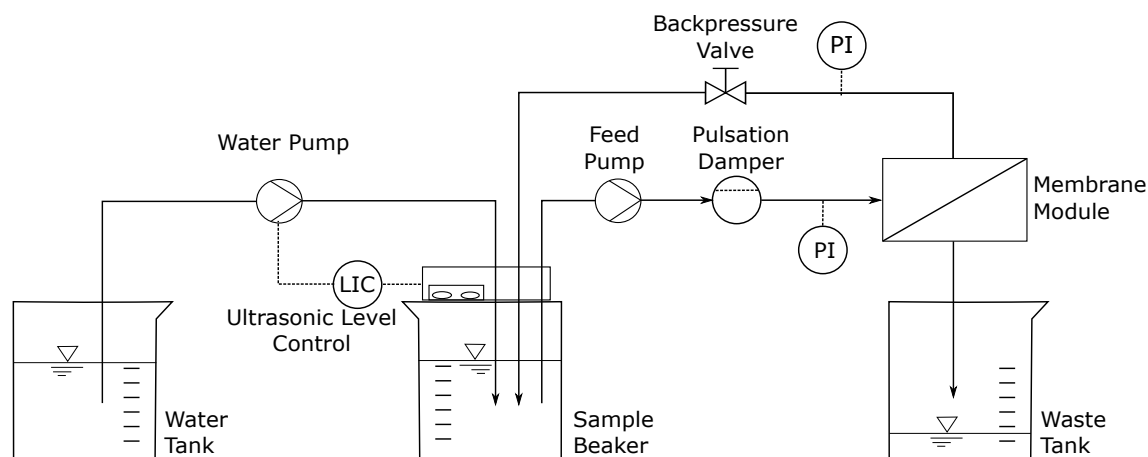 Backpressure
Valve
PI
Water Pump
Feed
Pump
Pulsation
Damper
Membrane
Module
PI
LIC
Ultrasonic Level
Control
Water
Tank
Sample
Beaker
Waste
Tank